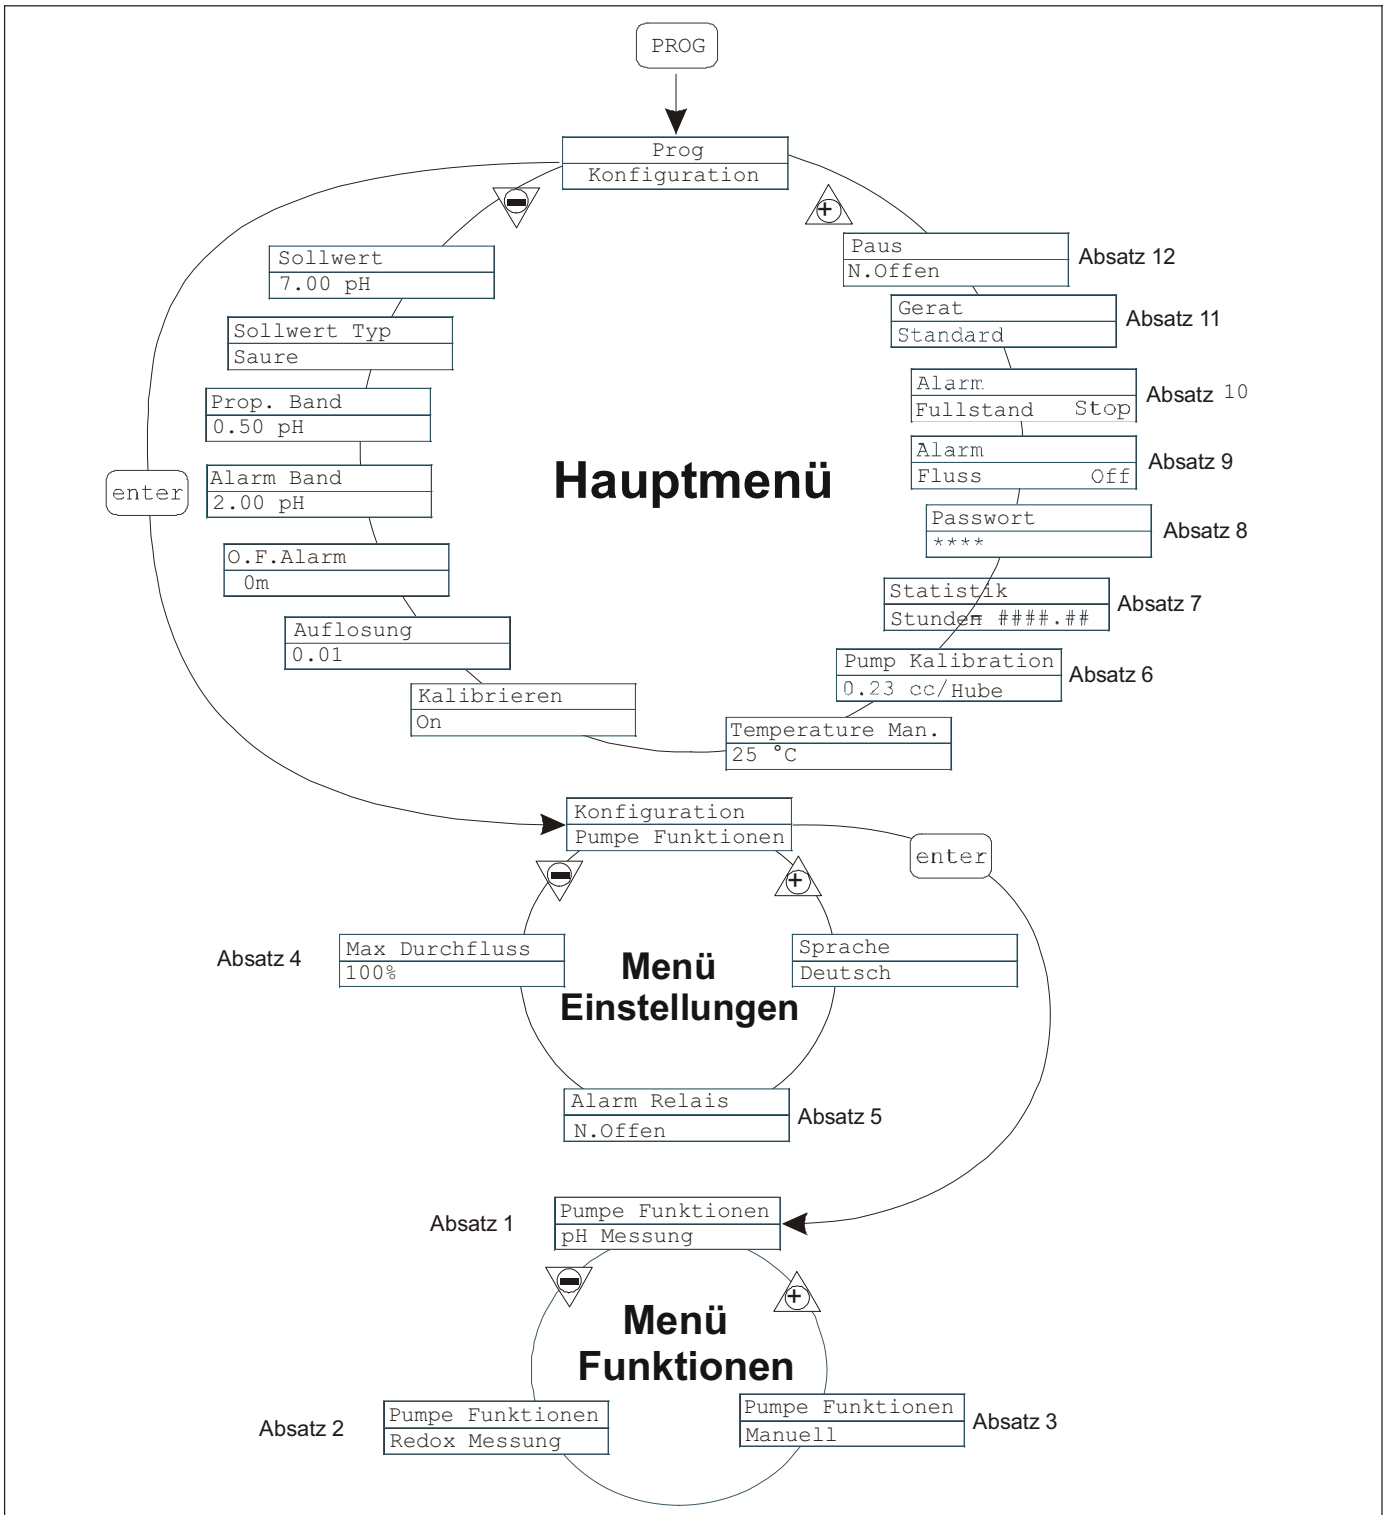 PROG
Prog
Konfiguration
Sollwert
7.00 pH
Sollwert Typ
Saure
Prop. Band
0.50 pH
Alarm Band
2.00 pH
O.F.Alarm
0m
Auflosung
0.01
Kalibrieren
On
Temperature Man.
25 °C
Pump Kalibration
0.23 cc/Hube
Absatz 6
Statistik
Stunden ####.##
Absatz 7
Passwort
****
Absatz 8
Alarm
Fluss Off
Absatz 9
Alarm
Fullstand Stop
Absatz 10
Gerat
Standard
Absatz 11
Paus
N.Offen
Absatz 12
Hauptmenü
enter
Konfiguration
Pumpe Funktionen
enter
Absatz 4
Max Durchfluss
100%
Sprache
Deutsch
Menü
Einstellungen
Alarm Relais
N.Offen
Absatz 5
Absatz 1
Pumpe Funktionen
pH Messung
Menü
Funktionen
Absatz 2
Pumpe Funktionen
Redox Messung
Pumpe Funktionen
Manuell
Absatz 3